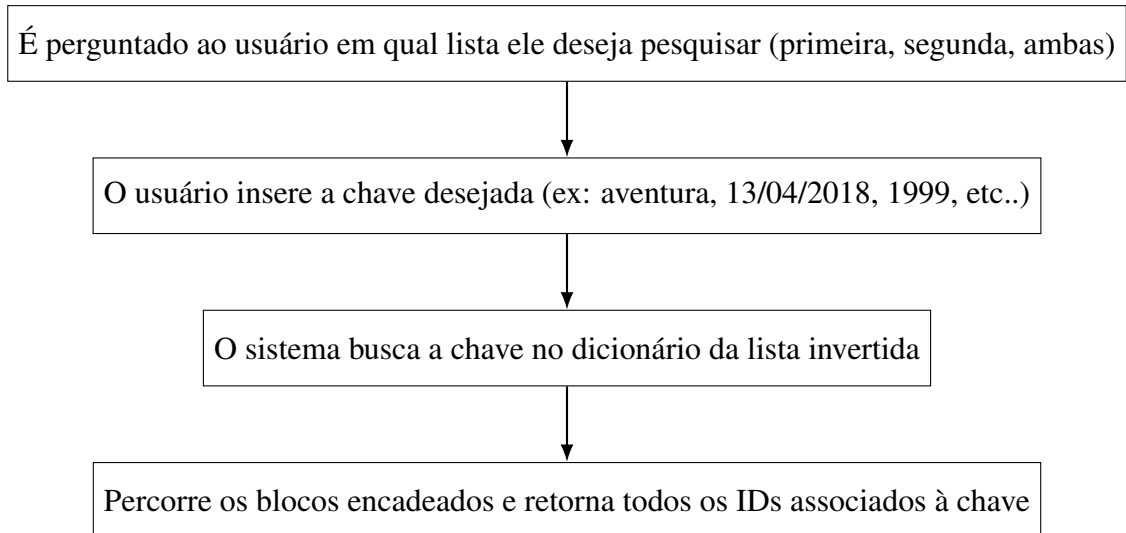 É perguntado ao usuário em qual lista ele deseja pesquisar (primeira, segunda, ambas)
O usuário insere a chave desejada (ex: aventura, 13/04/2018, 1999, etc..)
O sistema busca a chave no dicionário da lista invertida
Percorre os blocos encadeados e retorna todos os IDs associados à chave